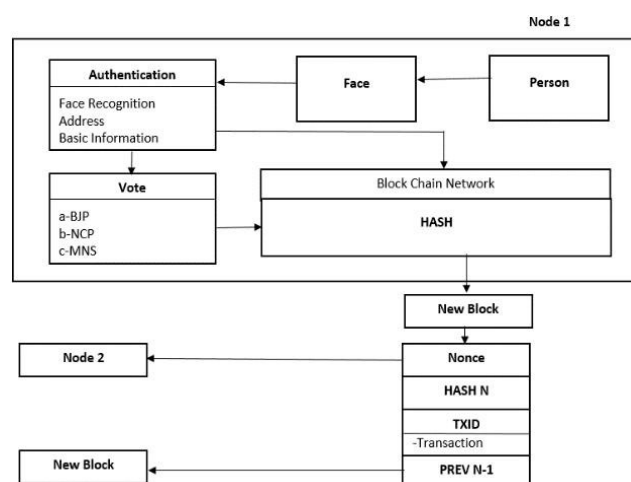 Node 1
Authentication
Face Recognition
Address
Basic Information
Face
Person
Vote
a-BJP
b-NCP
c-MNS
Block Chain Network
HASH
New Block
Node 2
Nonce
HASH N
TXID
-Transaction
New Block
PREV N-1